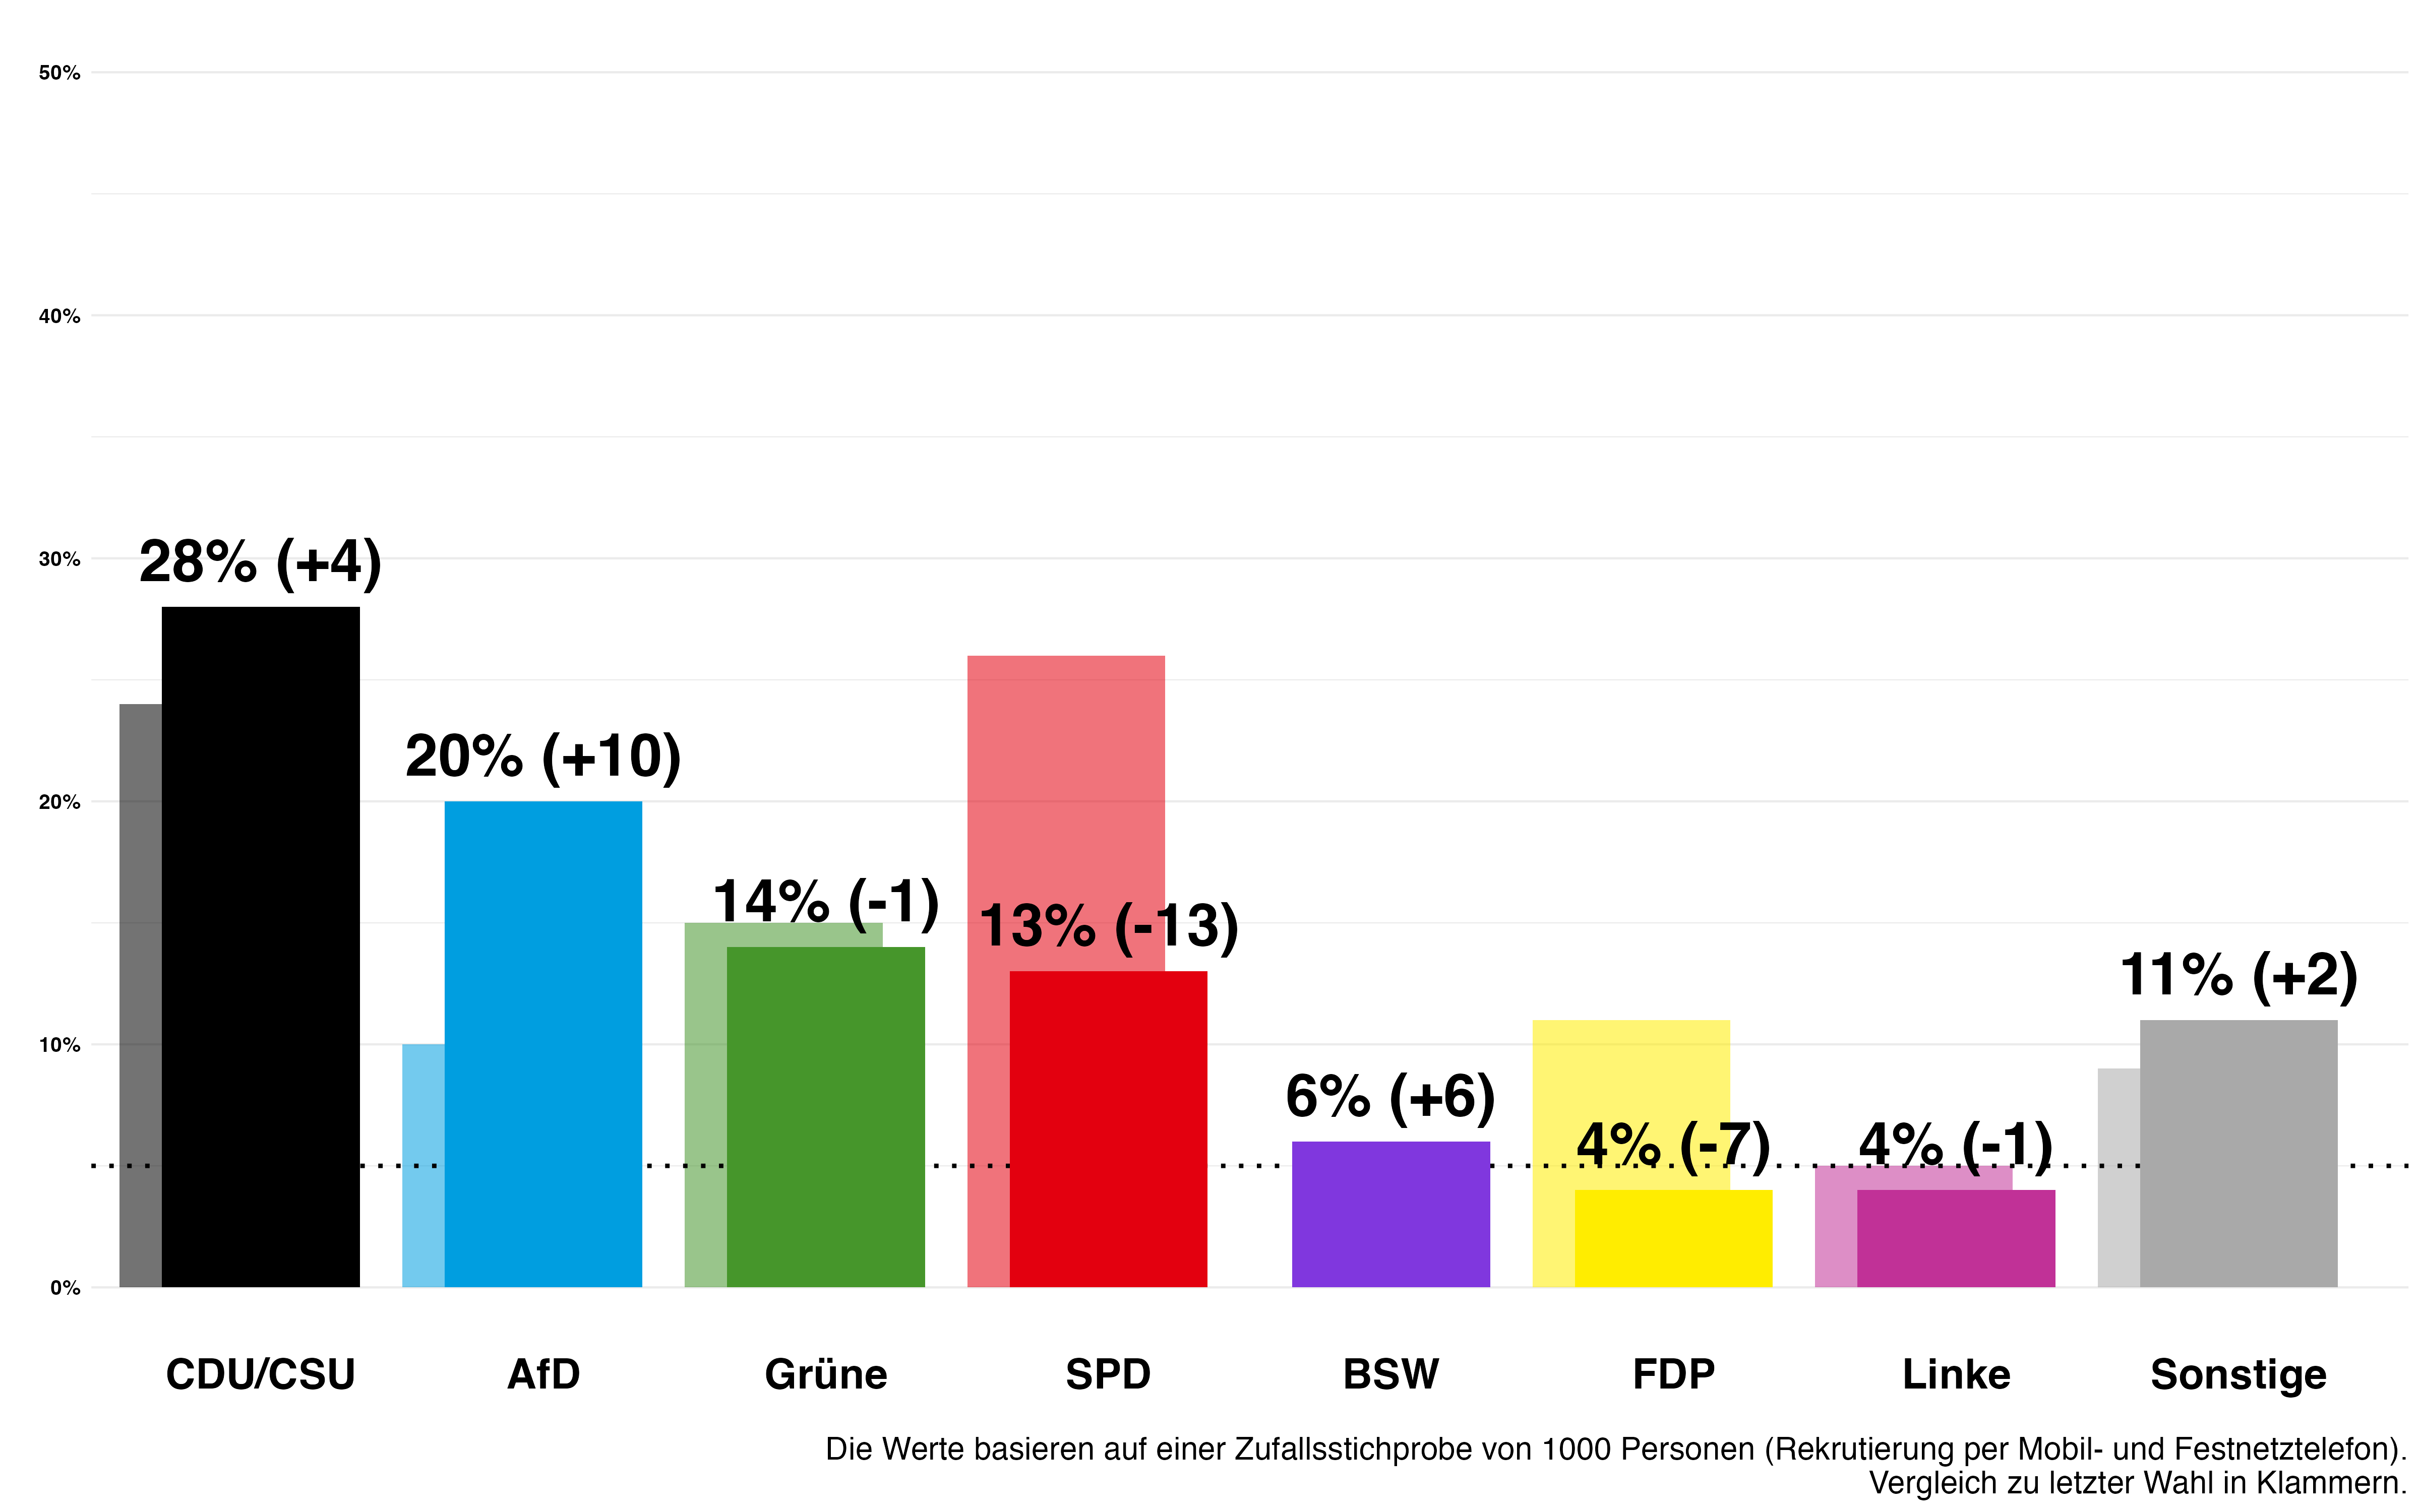 50%
40%
30%
20%
10%
0%
28% (+4)
20% (+10)
14% (-1)
13% (-13)
6% (+6)
4% (-7)
4% (-1)
11% (+2)
CDU/CSU
AfD
Grüne
SPD
BSW
FDP
Linke
Sonstige
Die Werte basieren auf einer Zufallsstichprobe von 1000 Personen (Rekrutierung per Mobil- und Festnetztelefon).
Vergleich zu letzter Wahl in Klammern.